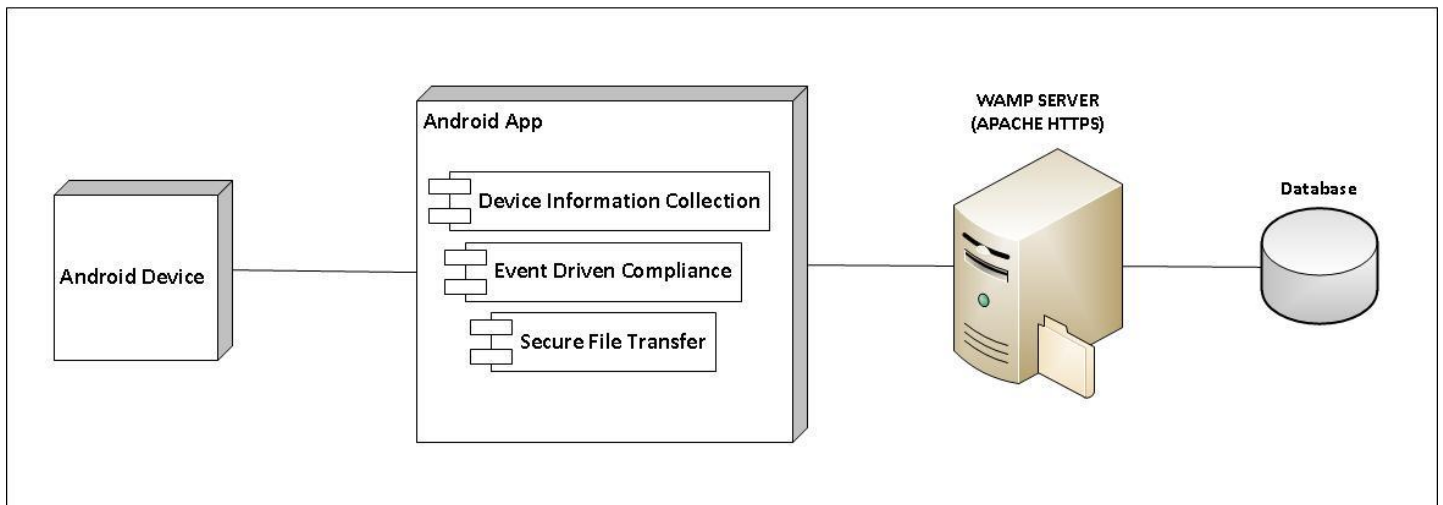 Android Device
Android App
Device Information Collection
Event Driven Compliance
Secure File Transfer
WAMP SERVER
(APACHE HTTPS)
Database